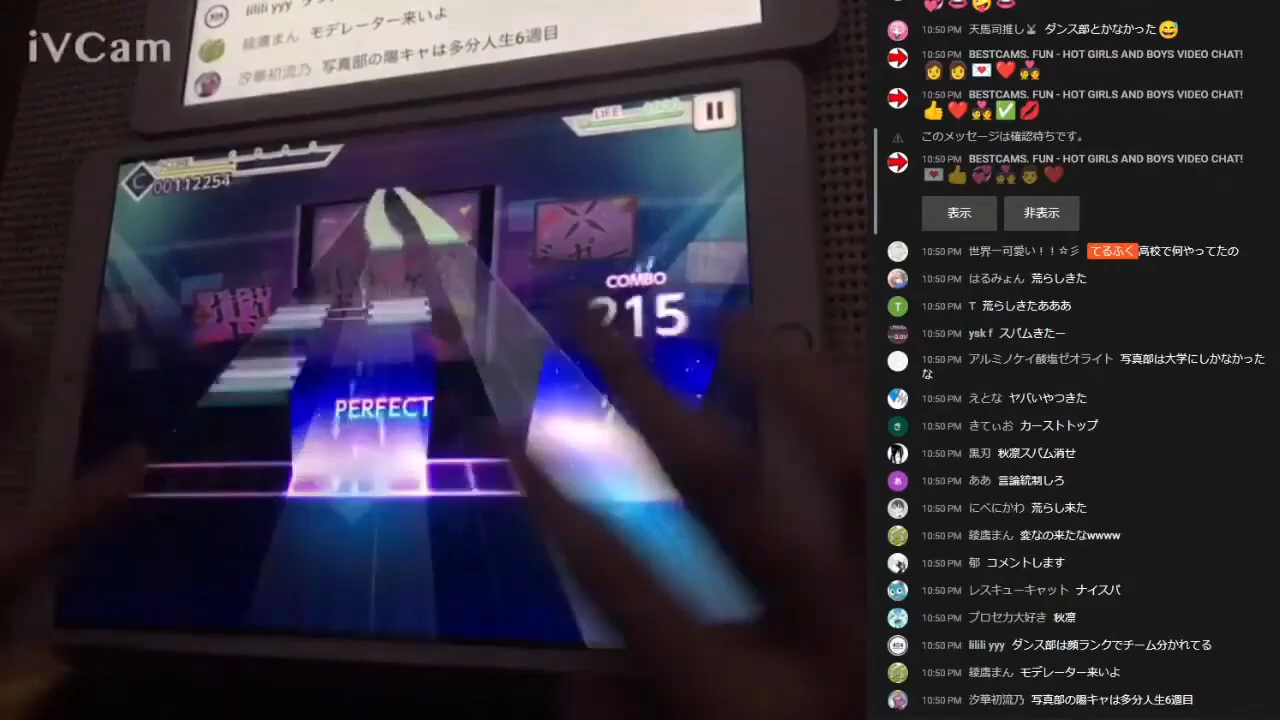 iVCam
lilili yyy
綾鷹まん モデレーター来いよ
汐華初流乃 写真部の陽キャは多分人生6週目
LIFE
SCORE
C
00112254
COMBO
215
PERFECT
10:50 PM 天馬司推し ダンス部とかなかった😅
10:50 PM BESTCAMS. FUN - HOT GIRLS AND BOYS VIDEO CHAT!
10:50 PM BESTCAMS. FUN - HOT GIRLS AND BOYS VIDEO CHAT!
このメッセージは確認待ちです。
10:50 PM BESTCAMS. FUN - HOT GIRLS AND BOYS VIDEO CHAT!
表示 非表示
10:50 PM 世界一可愛い！！☆彡 てるふく高校で何やってたの
10:50 PM はるみょん 荒らしきた
T 10:50 PM T 荒らしきたあああ
10:50 PM ysk f スパムきたー
10:50 PM アルミノケイ酸塩ゼオライト 写真部は大学にしかなかった
な
10:50 PM えとな ヤバいやつきた
き 10:50 PM きてぃお カーストトップ
10:50 PM 黒刃 秋凛スパム消せ
あ 10:50 PM ああ 言論統制しろ
10:50 PM にべにかわ 荒らし来た
10:50 PM 綾鷹まん 変なの来たなwwww
10:50 PM 郁 コメントします
10:50 PM レスキューキャット ナイスパ
10:50 PM プロセカ大好き 秋凛
10:50 PM lilili yyy ダンス部は顔ランクでチーム分かれてる
10:50 PM 綾鷹まん モデレーター来いよ
10:50 PM 汐華初流乃 写真部の陽キャは多分人生6週目